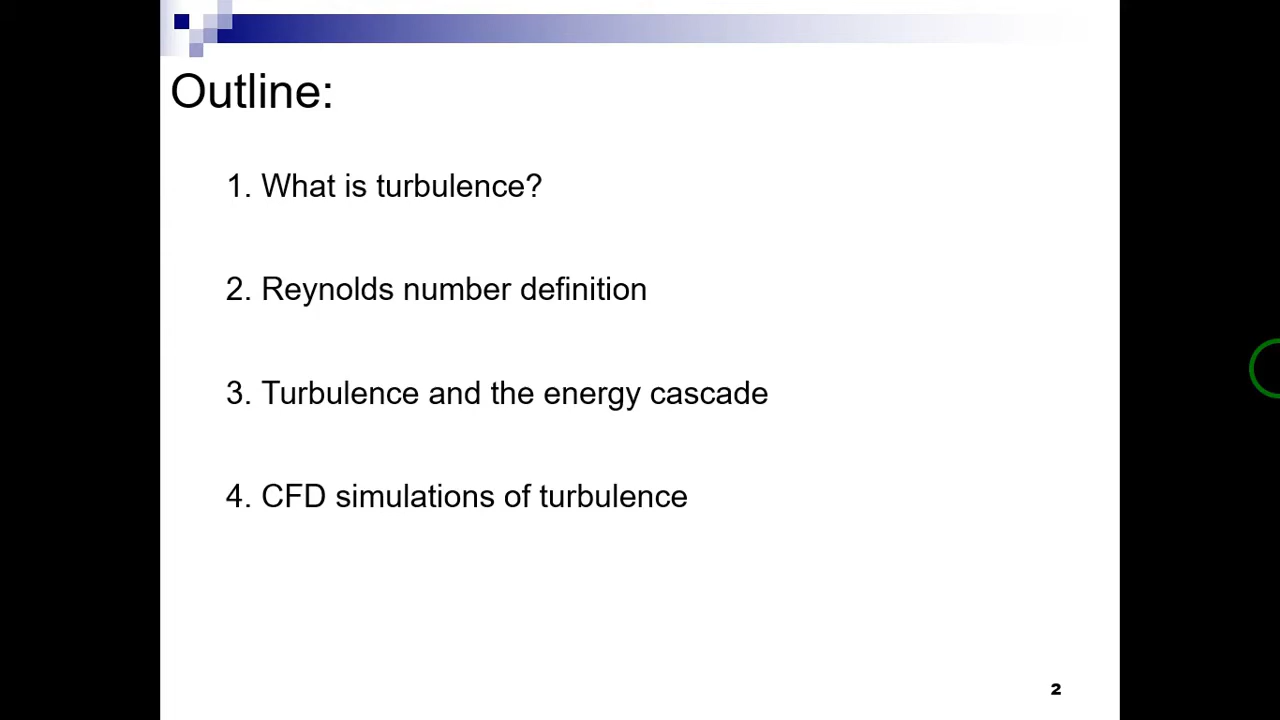 Outline:
1. What is turbulence?
2. Reynolds number definition
3. Turbulence and the energy cascade
4. CFD simulations of turbulence
2